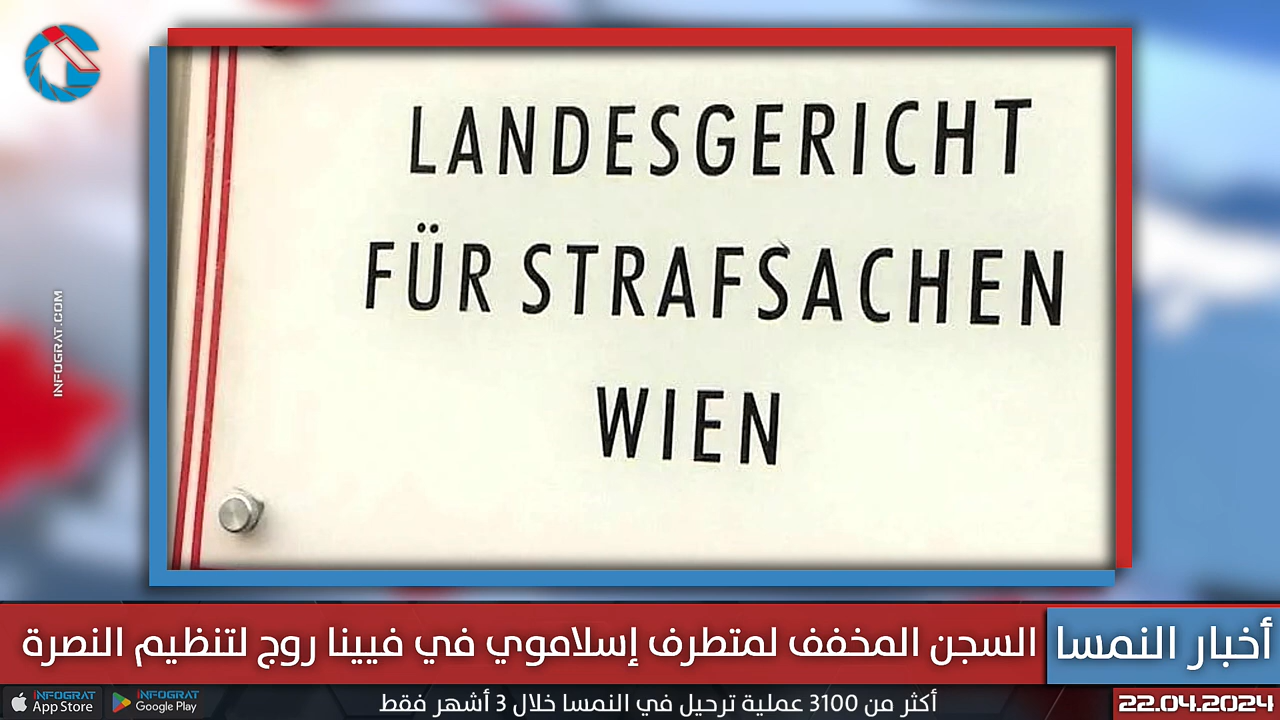 LANDESGERICHT
FÜR STRAFSACHEN
WIEN
INFOGRAT.COM
أخبار النمسا
السجن المخفف لمتطرف إسلاموي في فيينا روج لتنظيم النصرة
22.04.2024
أكثر من 3100 عملية ترحيل في النمسا خلال 3 أشهر فقط
INFOGRAT
App Store
INFOGRAT
Google Play